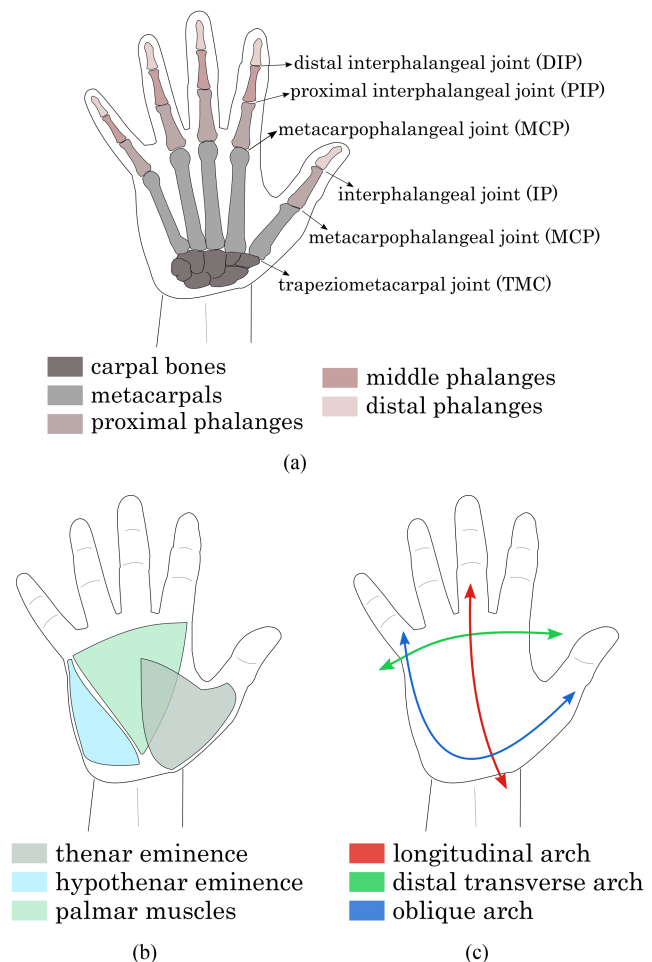 distal interphalangeal joint (DIP)
proximal interphalangeal joint (PIP)
metacarpophalangeal joint (MCP)
interphalangeal joint (IP)
metacarpophalangeal joint (MCP)
trapeziometacarpal joint (TMC)
carpal bones
metacarpals
proximal phalanges
middle phalanges
distal phalanges
(a)
thenar eminence
hypothenar eminence
palmar muscles
(b)
longitudinal arch
distal transverse arch
oblique arch
(c)